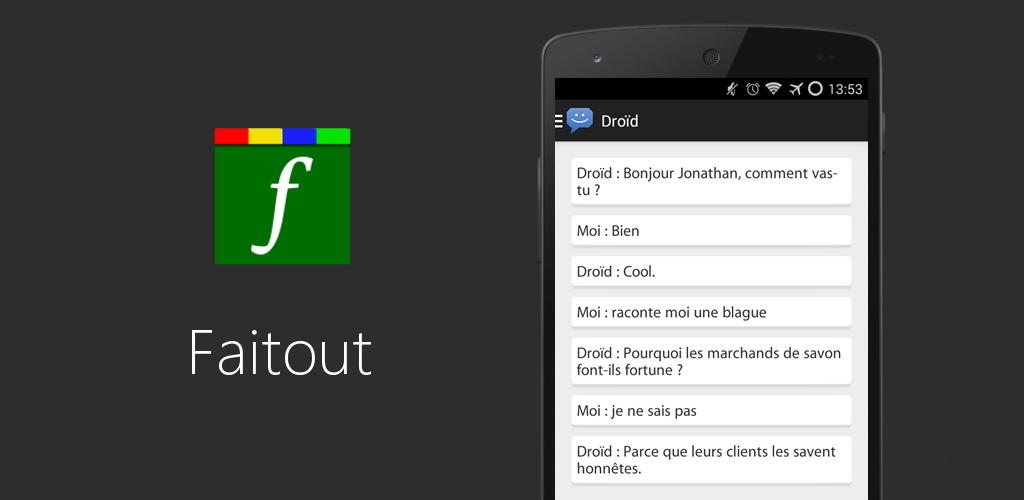 f
Faitout
13:53
Droïd
Droïd : Bonjour Jonathan, comment vas-
tu ?
Moi : Bien
Droïd : Cool.
Moi : raconte moi une blague
Droïd : Pourquoi les marchands de savon
font-ils fortune ?
Moi : je ne sais pas
Droïd : Parce que leurs clients les savent
honnêtes.